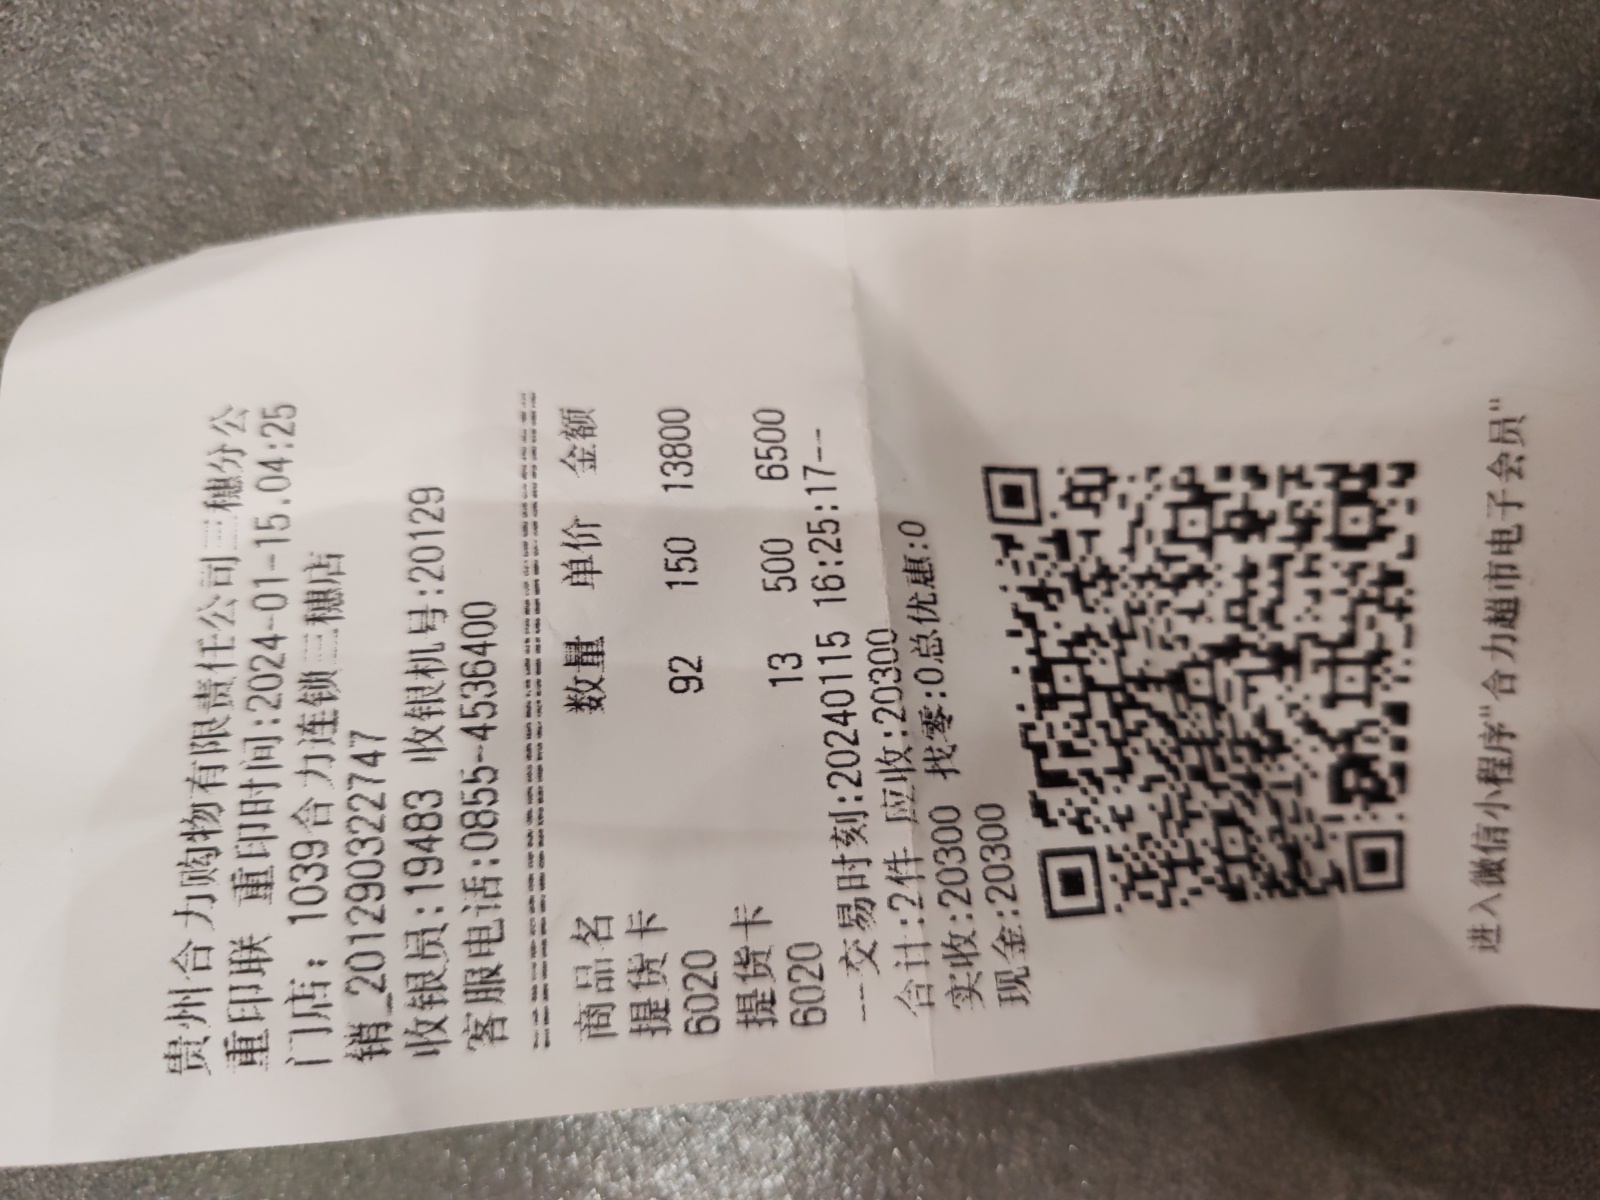 贵州合力购物有限责任公司三穗分公
重印联 重印时间:2024-01-15.04:25
门店: 1039合力连锁三穗店
销_201290322747
收银员:19483 收银机号:20129
客服电话:0855-4536400
商品名 数量 单价 金额
提货卡 92 150 13800
6020
提货卡 13 500 6500
6020
---交易时刻:20240115 16:25:17--
合计:2件 应收:20300
实收:20300 找零:0总优惠:0
现金:20300
进入微信小程序"合力超市电子会员"